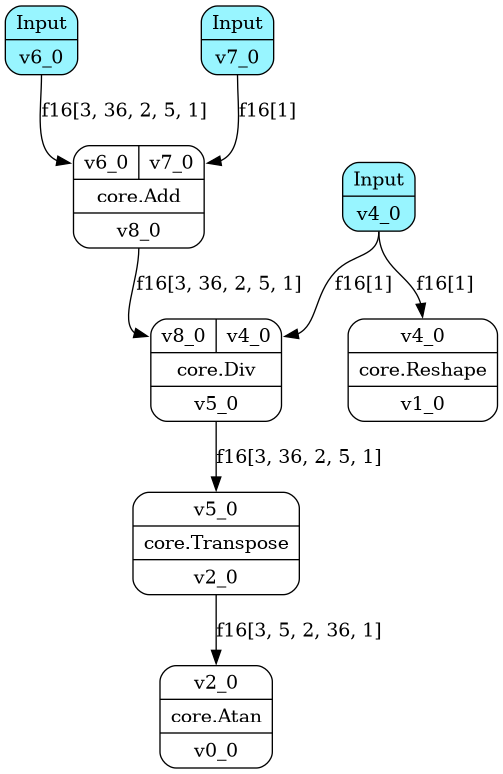 Input
v6_0
Input
v7_0
f16[3, 36, 2, 5, 1]
f16[1]
v6_0 v7_0
core.Add
v8_0
Input
v4_0
f16[3, 36, 2, 5, 1]
f16[1]
f16[1]
v8_0 v4_0
core.Div
v5_0
v4_0
core.Reshape
v1_0
f16[3, 36, 2, 5, 1]
v5_0
core.Transpose
v2_0
f16[3, 5, 2, 36, 1]
v2_0
core.Atan
v0_0